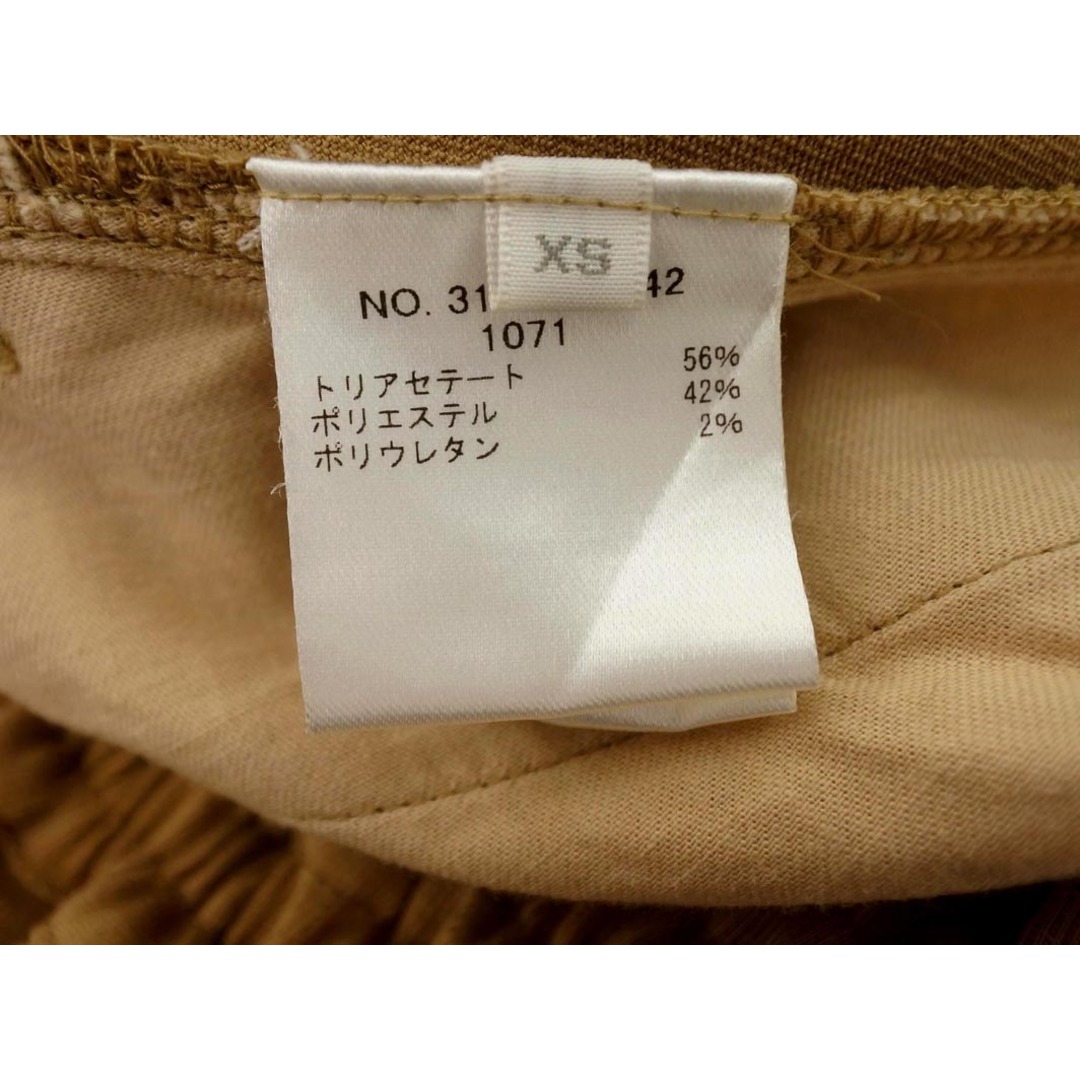 XS
NO. 31 42
1071
トリアセテート 56%
ポリエステル 42%
ポリウレタン 2%